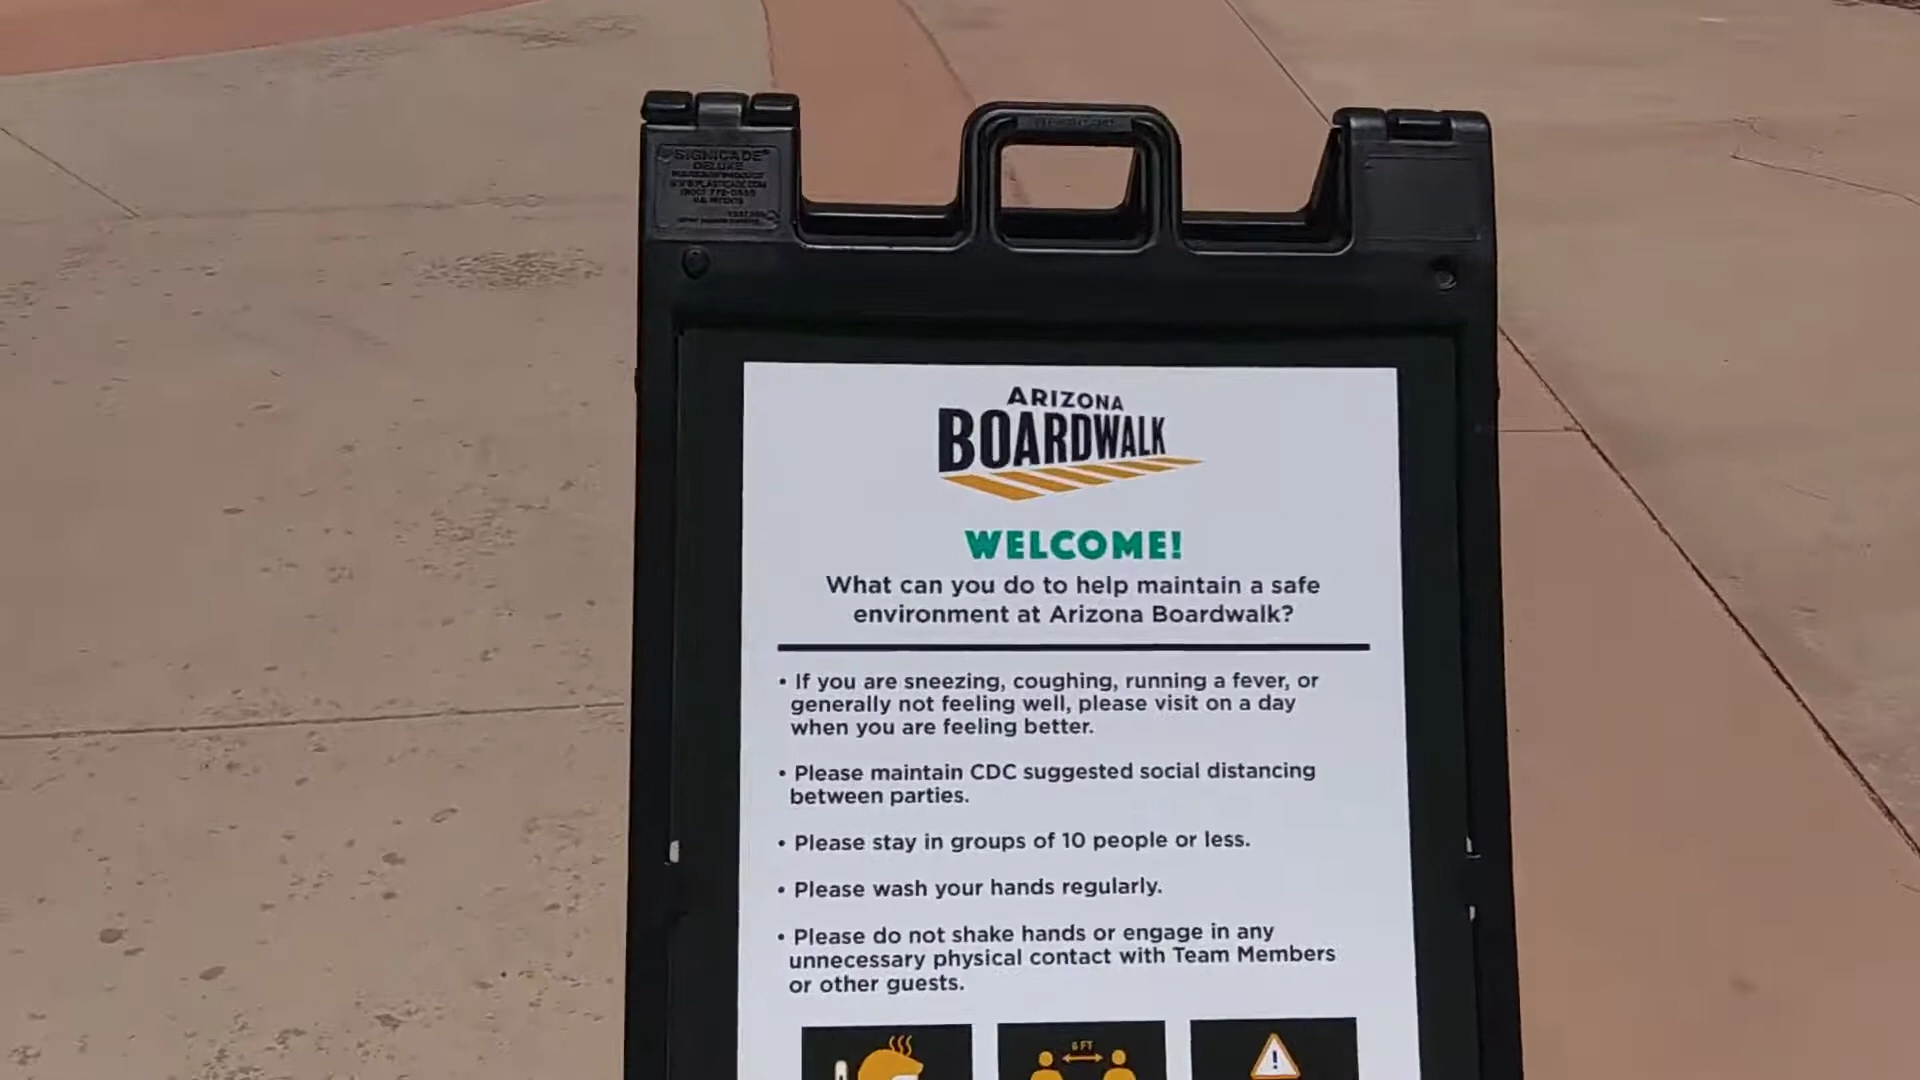 SIGNICADE®
DELUXE
WWW.PLASTICADE.COM
U.S. PATENTS
ARIZONA
BOARDWALK
WELCOME!
What can you do to help maintain a safe
environment at Arizona Boardwalk?
• If you are sneezing, coughing, running a fever, or
generally not feeling well, please visit on a day
when you are feeling better.
• Please maintain CDC suggested social distancing
between parties.
• Please stay in groups of 10 people or less.
• Please wash your hands regularly.
• Please do not shake hands or engage in any
unnecessary physical contact with Team Members
or other guests.
6 FT
!